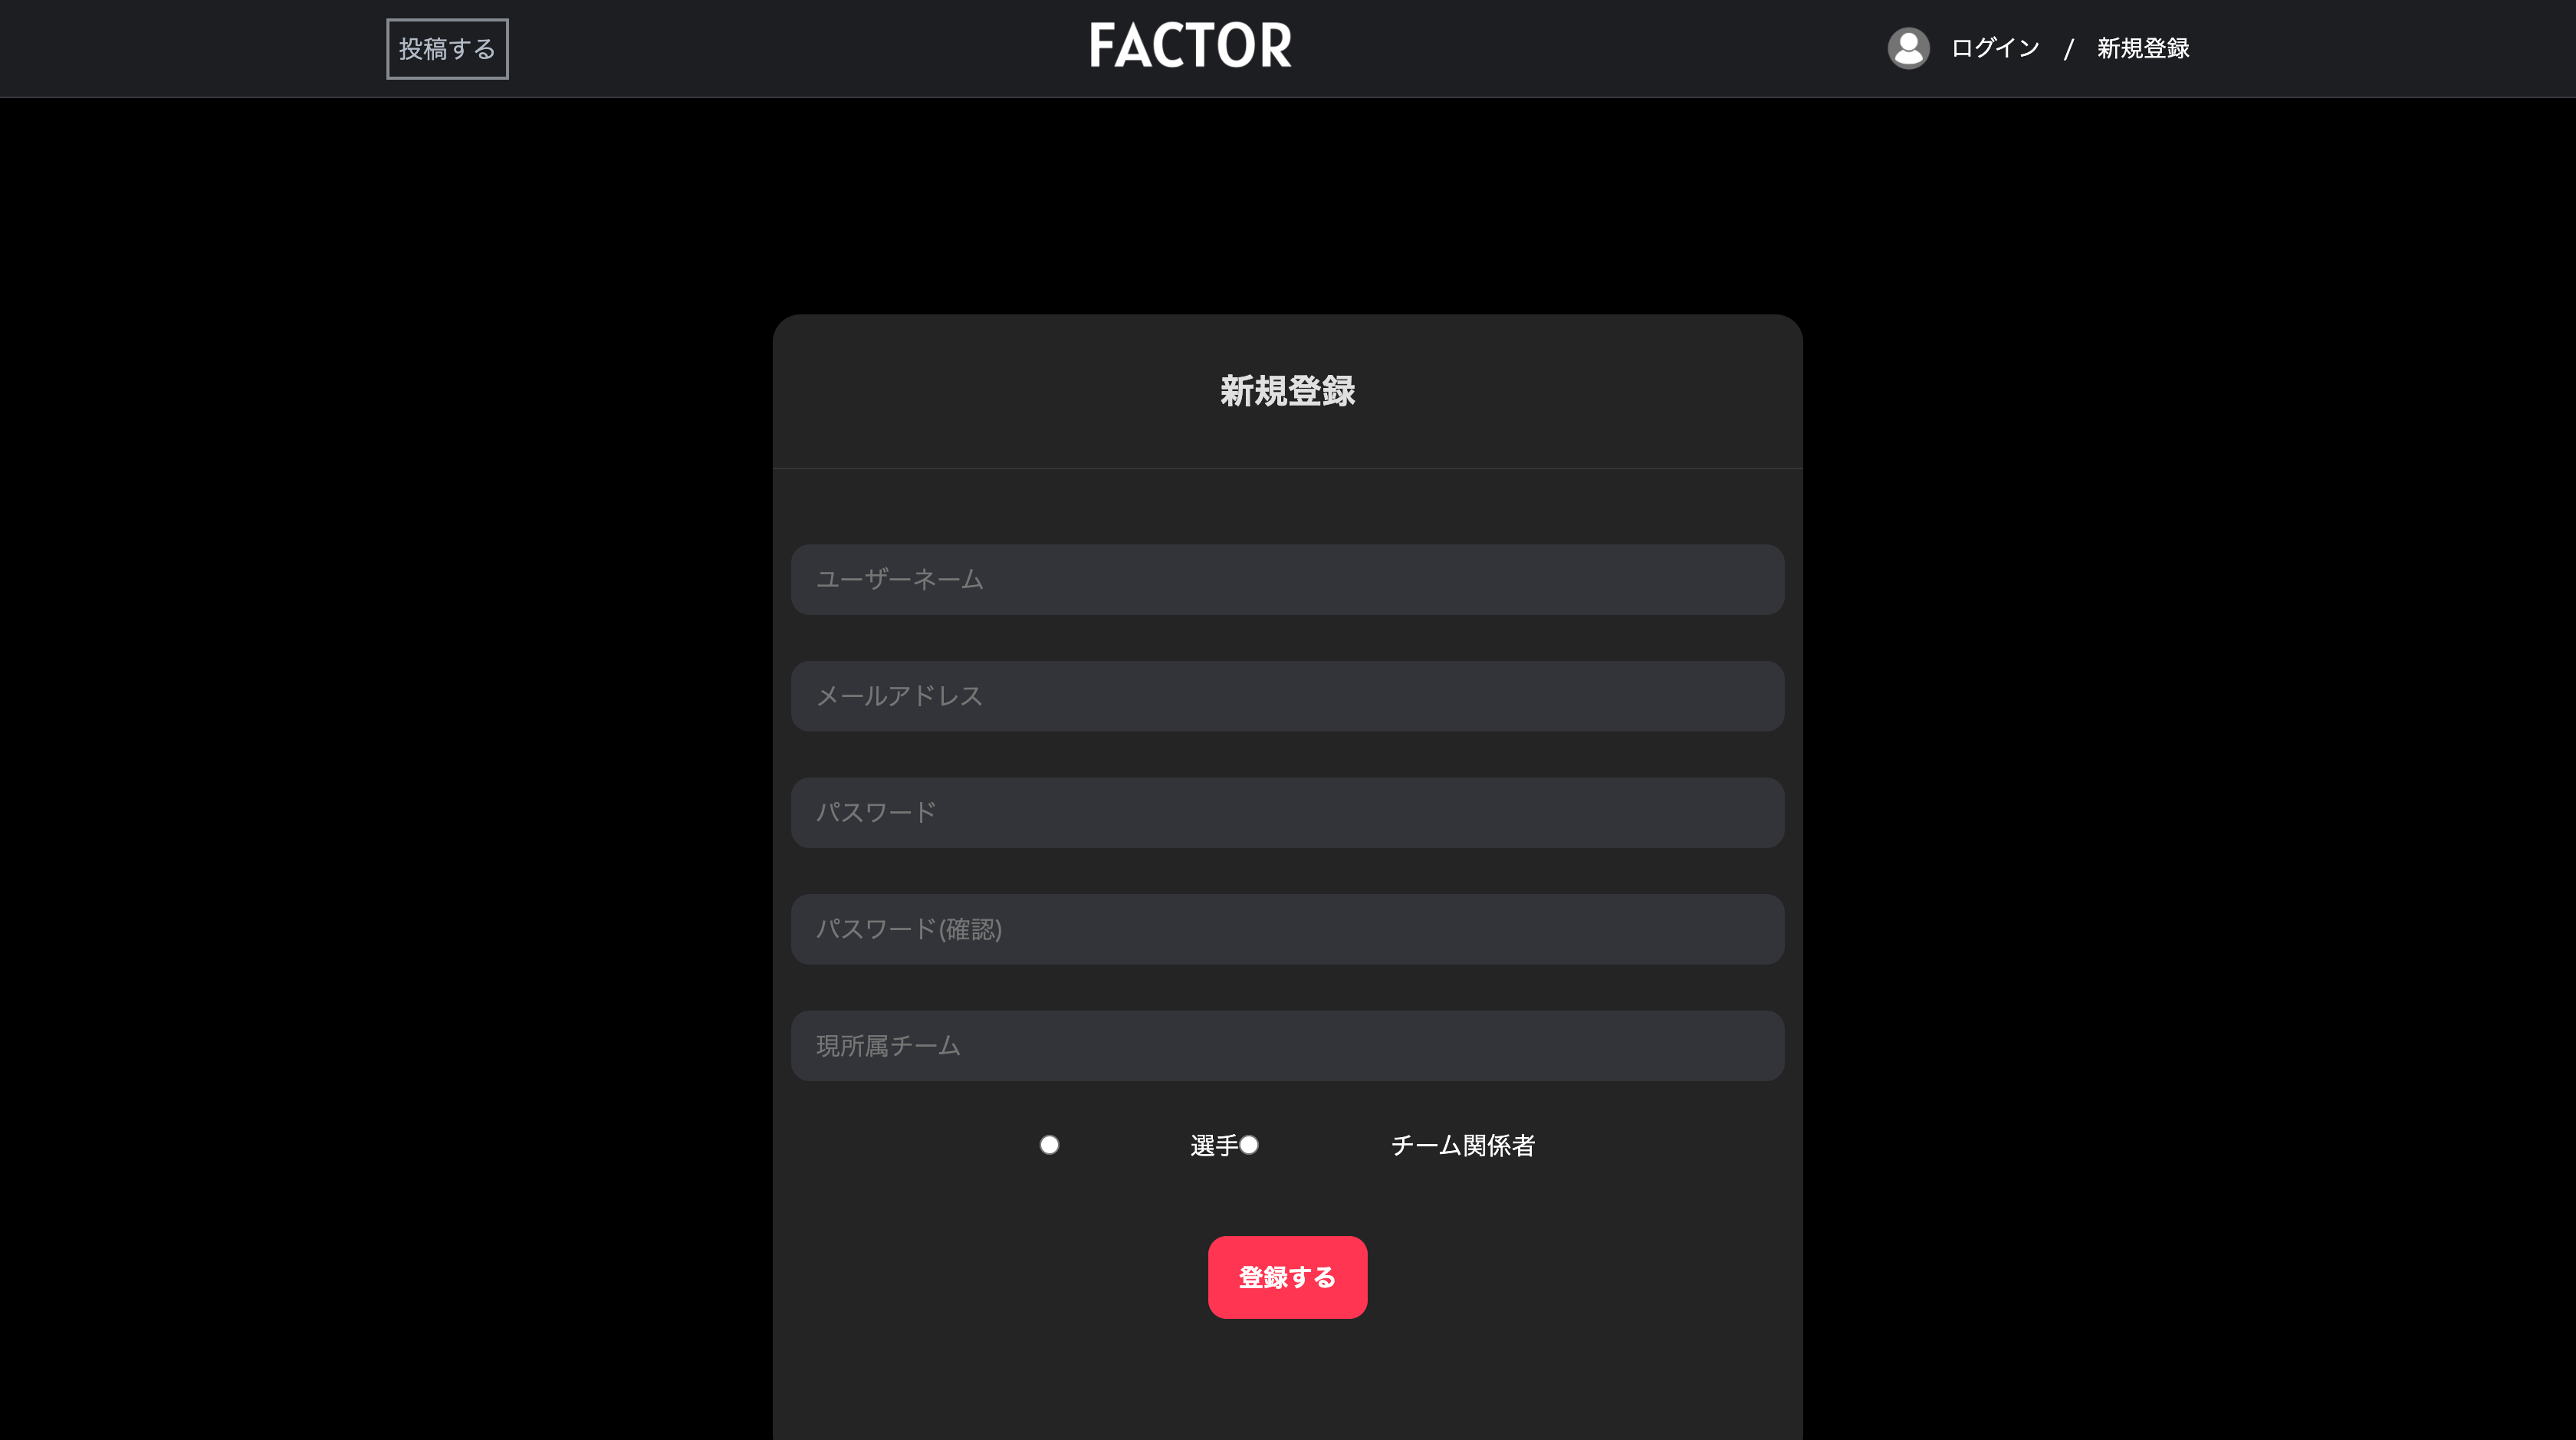 投稿する
FACTOR
ログイン / 新規登録
新規登録
ユーザーネーム
メールアドレス
パスワード
パスワード(確認)
現所属チーム
選手 チーム関係者
登録する